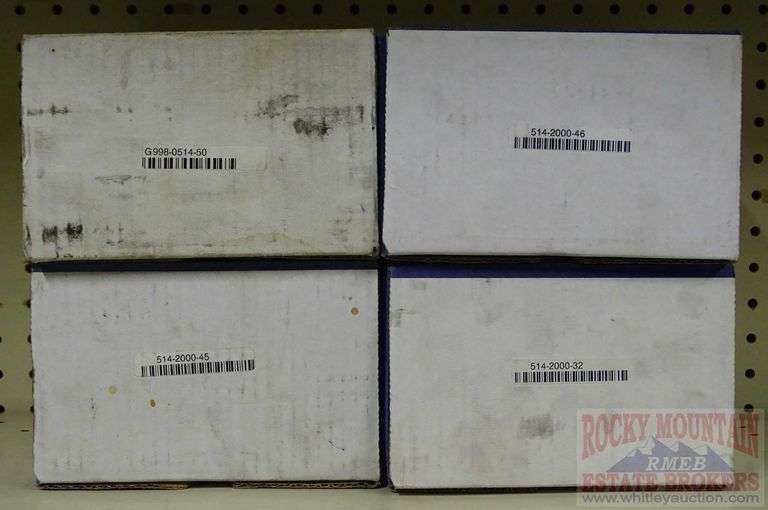 G998-0514-50
514-2000-46
514-2000-45
514-2000-32
ROCKY MOUNTAIN
RMEB
ESTATE BROKERS
www.whitleyauction.com